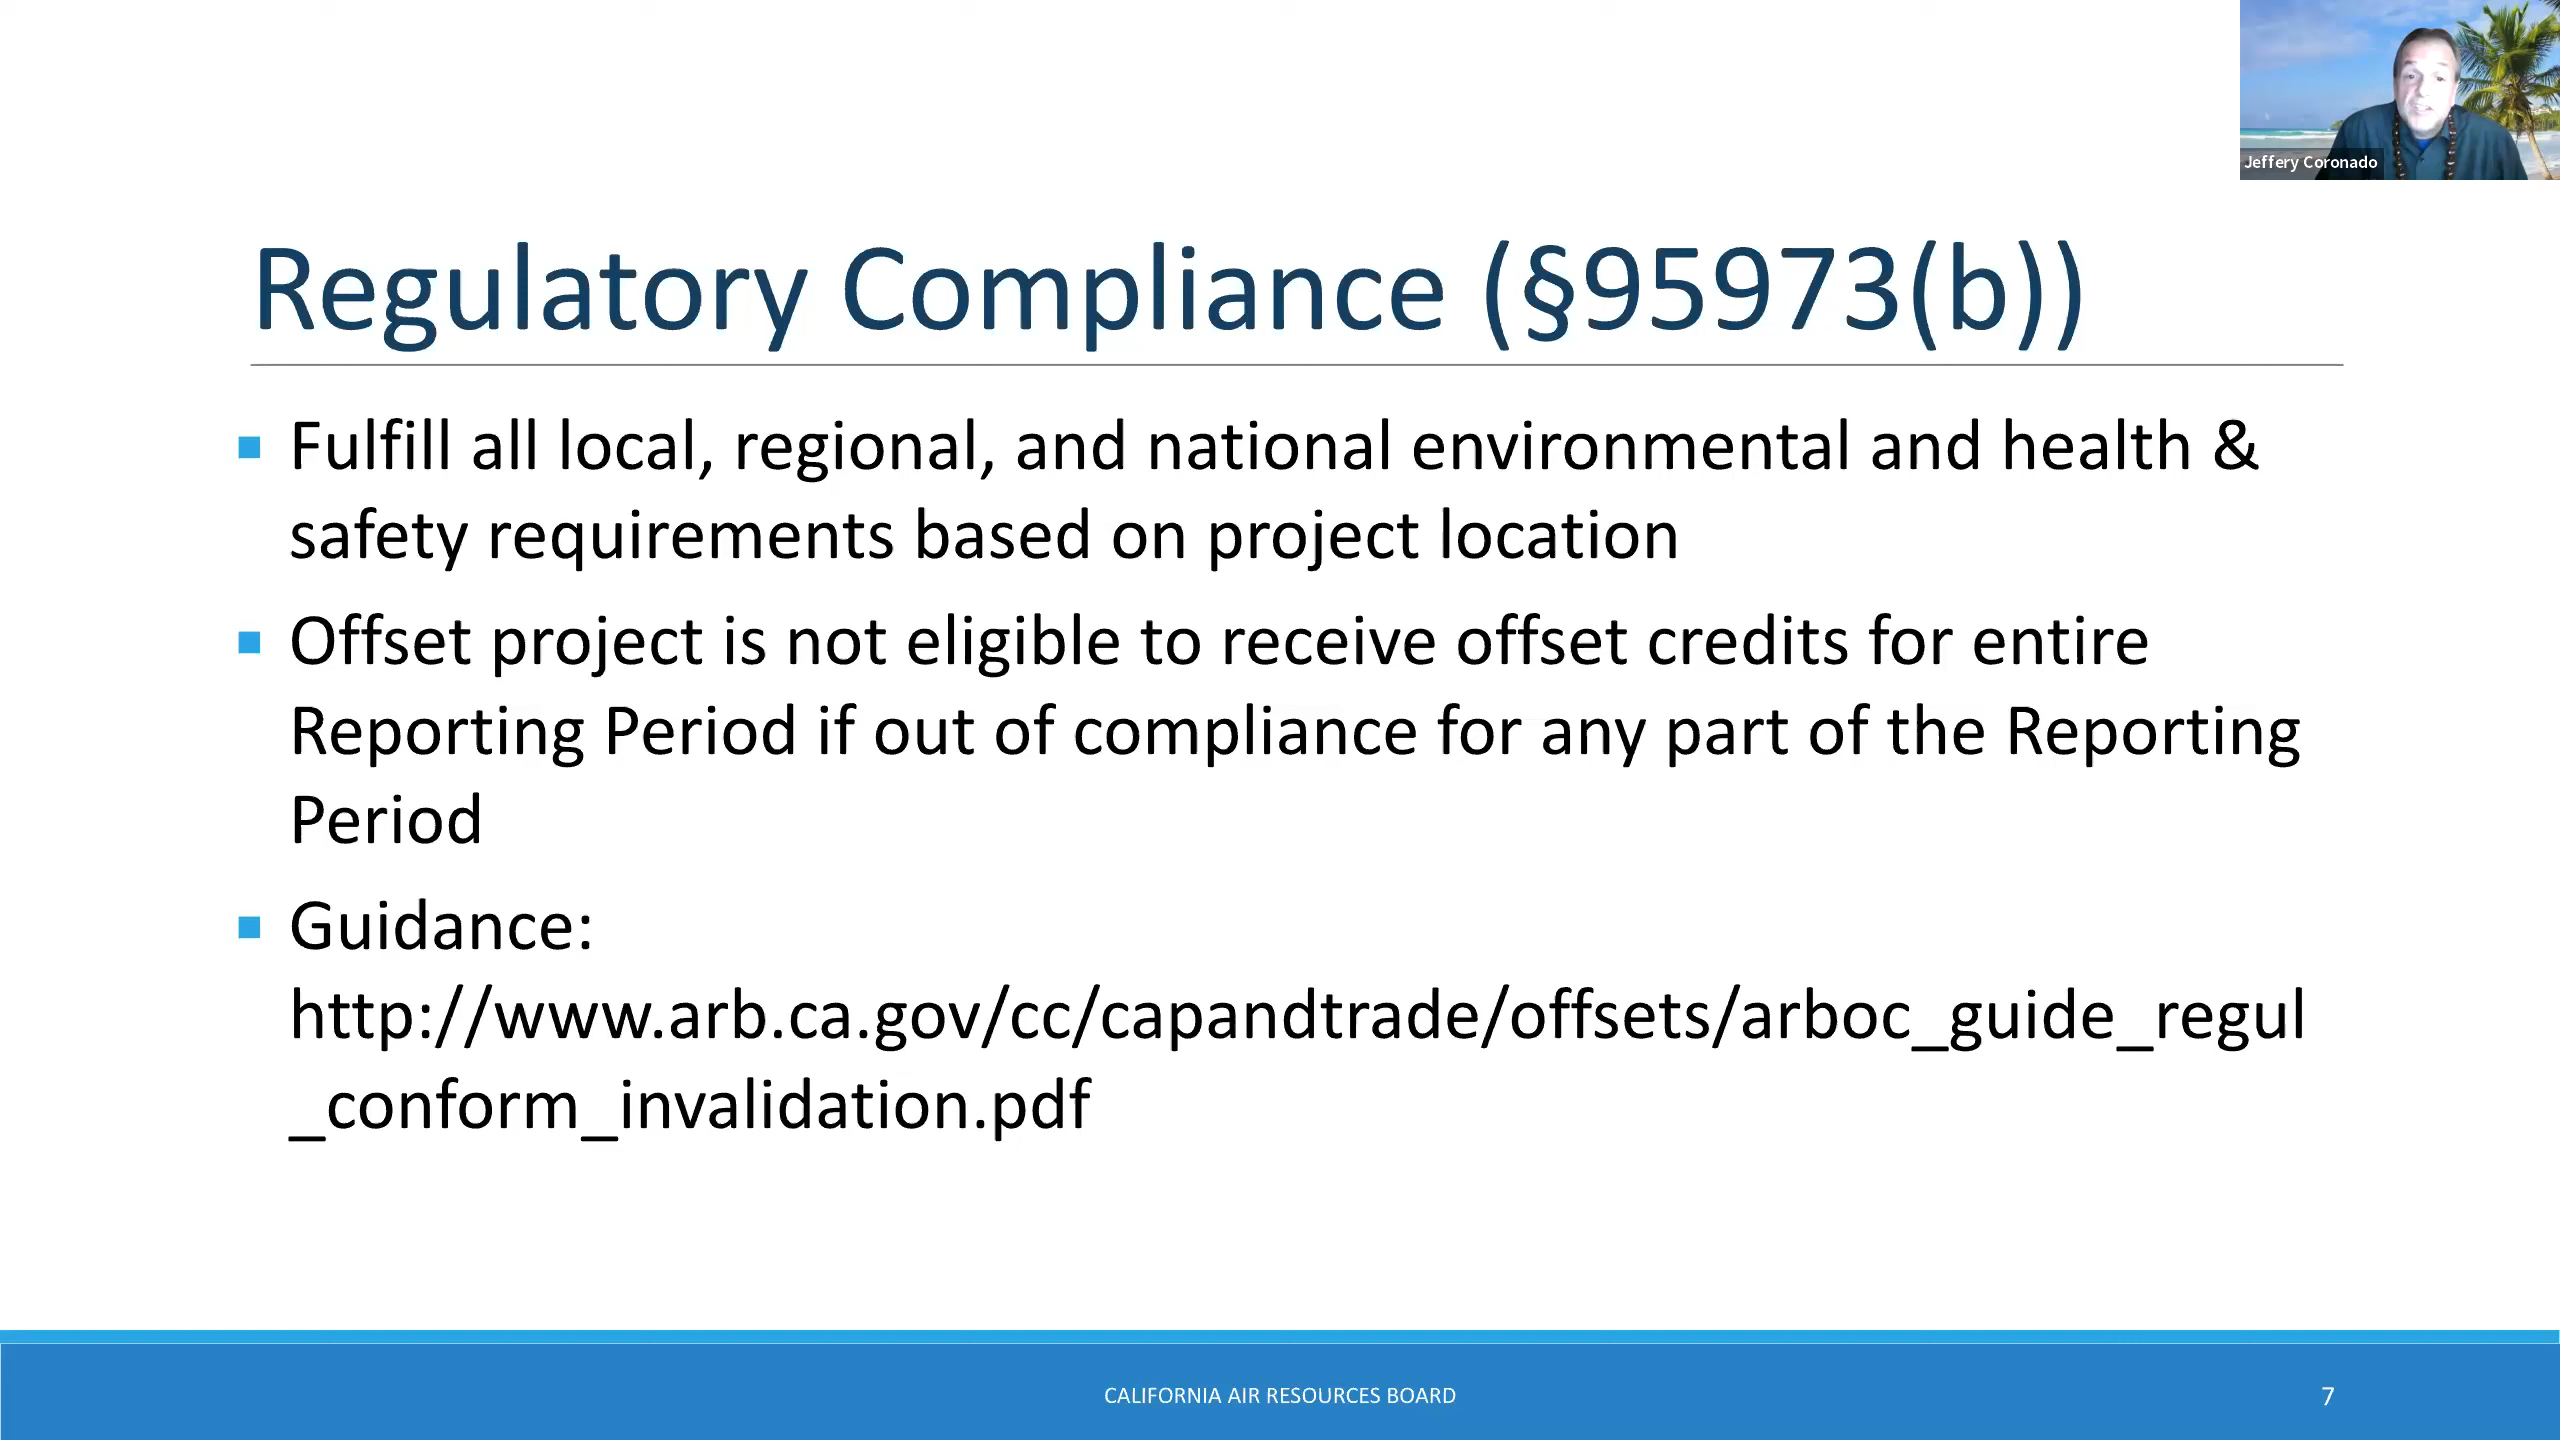 Jeffery Coronado
Regulatory Compliance (§95973(b))
Fulfill all local, regional, and national environmental and health &
safety requirements based on project location
Offset project is not eligible to receive offset credits for entire
Reporting Period if out of compliance for any part of the Reporting
Period
Guidance:
http://www.arb.ca.gov/cc/capandtrade/offsets/arboc_guide_regul
_conform_invalidation.pdf
CALIFORNIA AIR RESOURCES BOARD
7